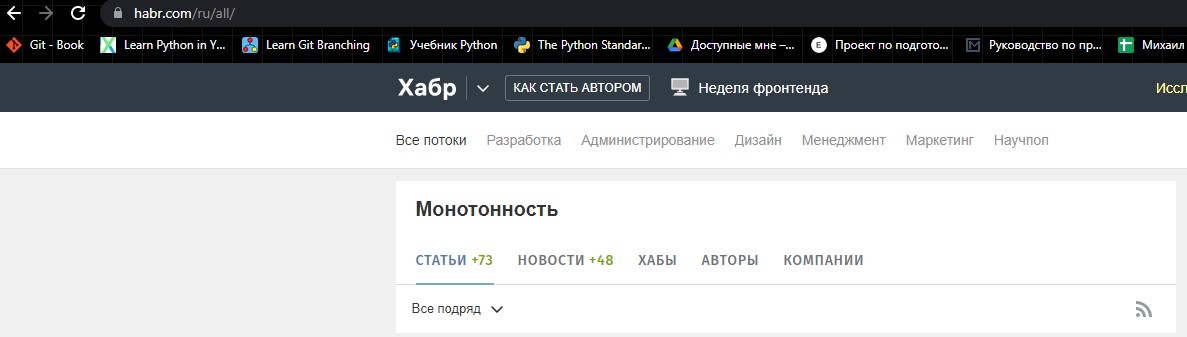 habr.com/ru/all/
Git - Book Learn Python in Y... Learn Git Branching Учебник Python The Python Standar... Доступные мне –... E Проект по подгото... Руководство по пр... Михаил
Хабр КАК СТАТЬ АВТОРОМ Неделя фронтенда Иссл
Все потоки Разработка Администрирование Дизайн Менеджмент Маркетинг Научпоп
Монотонность
СТАТЬИ +73 НОВОСТИ +48 ХАБЫ АВТОРЫ КОМПАНИИ
Все подряд